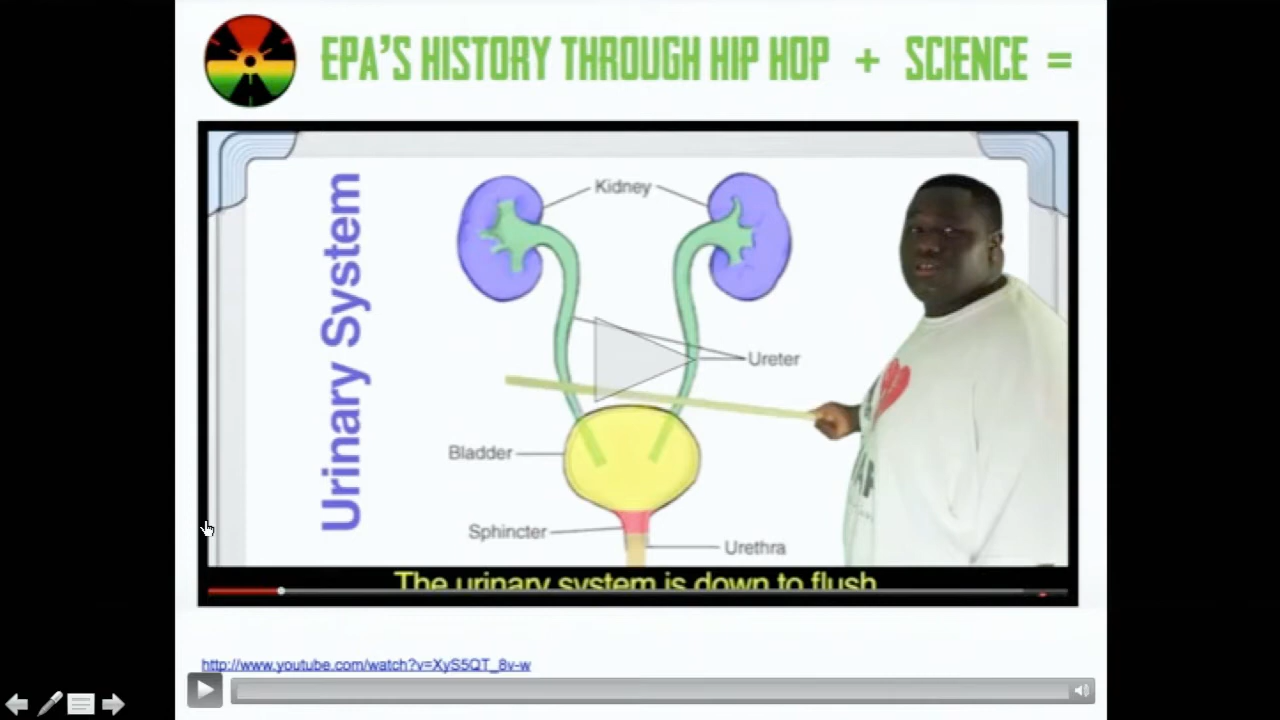 EPA'S HISTORY THROUGH HIP HOP + SCIENCE =
Urinary System
Kidney
Ureter
Bladder
Sphincter
Urethra
The urinary system is down to flush
http://www.youtube.com/watch?v=XyS5QT_8v-w